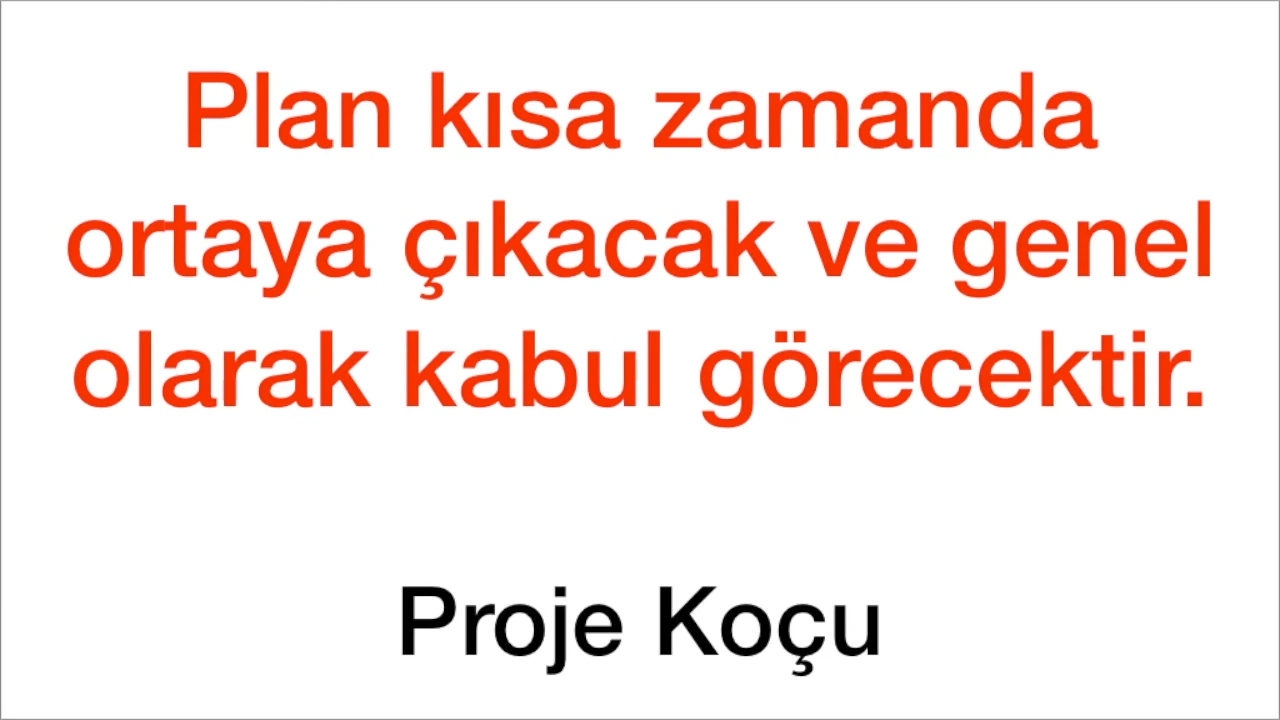 Plan kısa zamanda
ortaya çıkacak ve genel
olarak kabul görecektir.
Proje Koçu